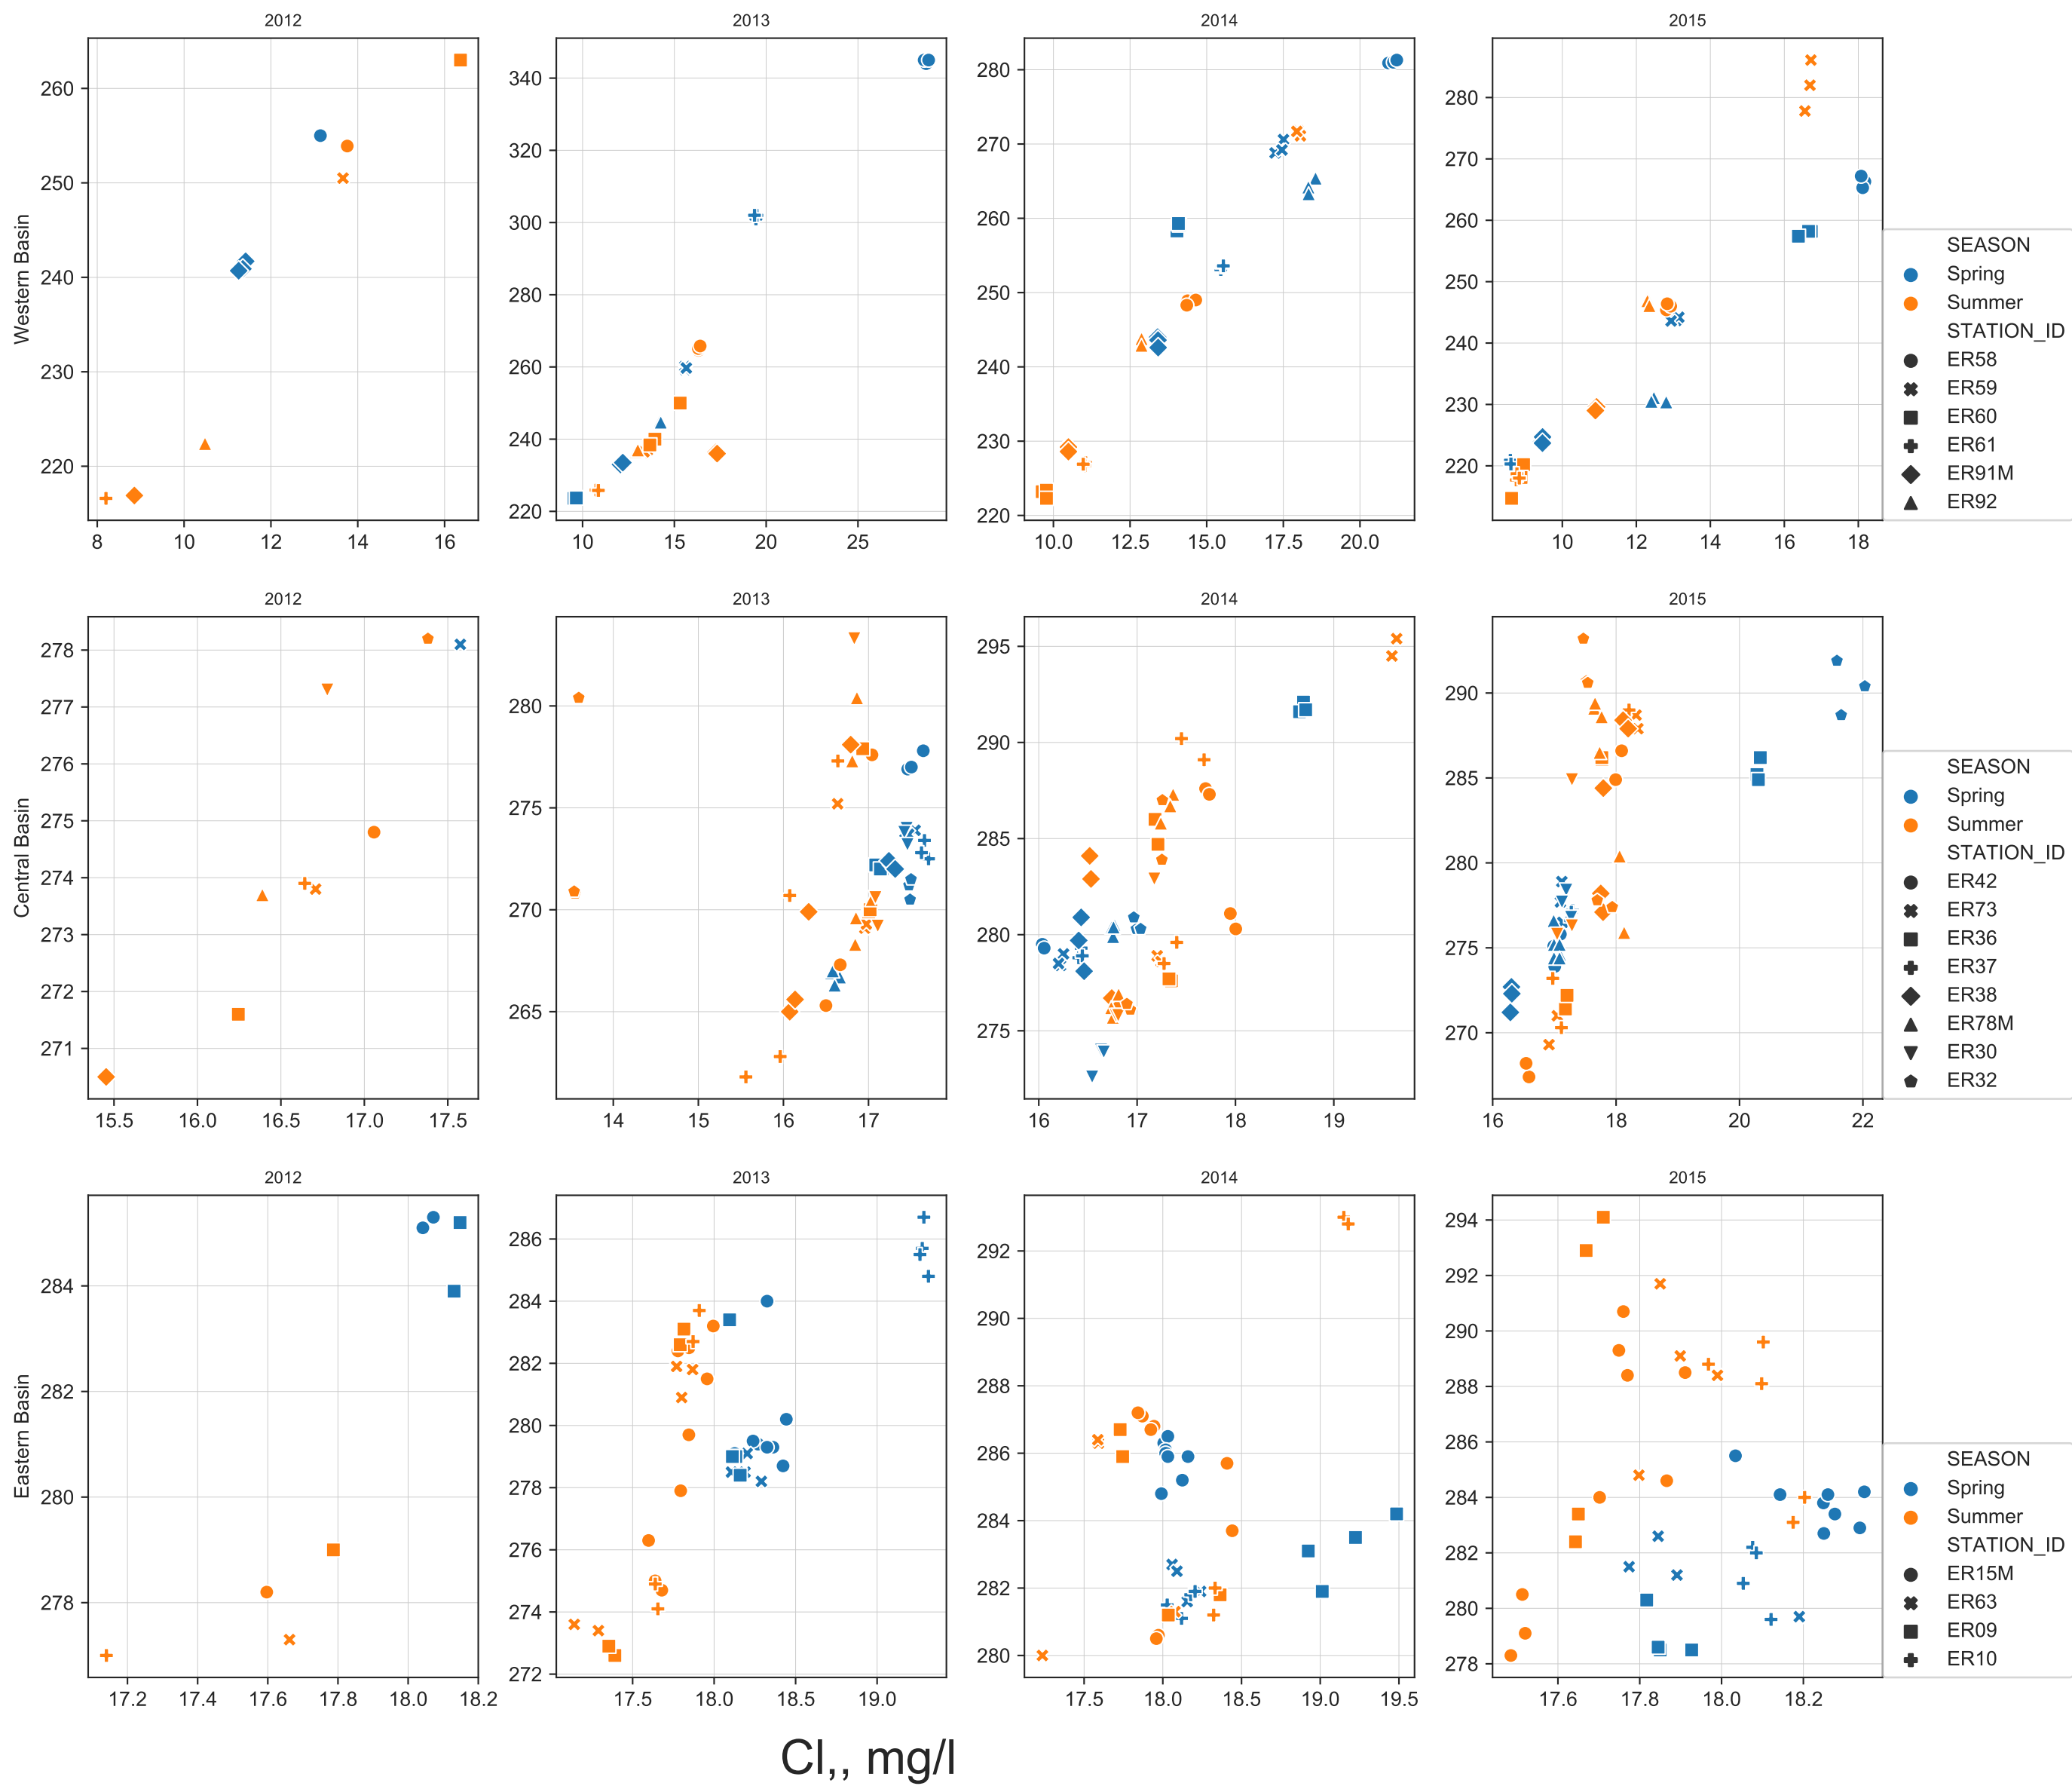 2012 2013 2014 2015
Western Basin
260 250 240 230 220
340 320 300 280 260 240 220
280 270 260 250 240 230 220
280 270 260 250 240 230 220
8 10 12 14 16
10 15 20 25
10.0 12.5 15.0 17.5 20.0
10 12 14 16 18
SEASON
Spring
Summer
STATION_ID
ER58
ER59
ER60
ER61
ER91M
ER92
2012 2013 2014 2015
Central Basin
278 277 276 275 274 273 272 271
280 275 270 265
295 290 285 280 275
290 285 280 275 270
15.5 16.0 16.5 17.0 17.5
14 15 16 17
16 17 18 19
16 18 20 22
SEASON
Spring
Summer
STATION_ID
ER42
ER73
ER36
ER37
ER38
ER78M
ER30
ER32
2012 2013 2014 2015
Eastern Basin
284 282 280 278
286 284 282 280 278 276 274 272
292 290 288 286 284 282 280
294 292 290 288 286 284 282 280 278
17.2 17.4 17.6 17.8 18.0 18.2
17.5 18.0 18.5 19.0
17.5 18.0 18.5 19.0 19.5
17.6 17.8 18.0 18.2
SEASON
Spring
Summer
STATION_ID
ER15M
ER63
ER09
ER10
Cl,, mg/l